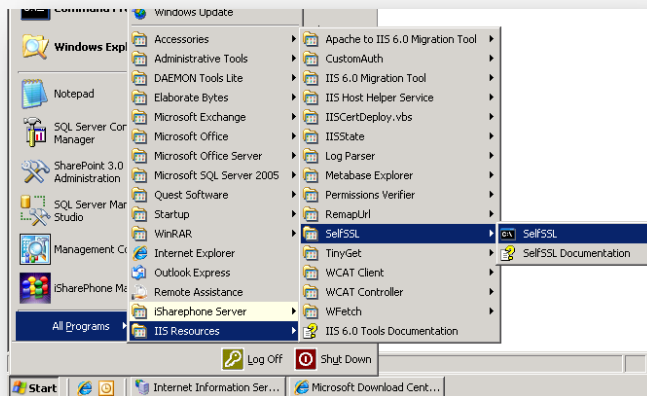 Windows Update
Windows Expl
Notepad
SQL Server Con
Manager
SharePoint 3.0
Administration
SQL Server Man
Studio
Management Co
iSharePhone Ma
All Programs
Accessories
Administrative Tools
DAEMON Tools Lite
Elaborate Bytes
Microsoft Exchange
Microsoft Office
Microsoft Office Server
Microsoft SQL Server 2005
Quest Software
Startup
WinRAR
Internet Explorer
Outlook Express
Remote Assistance
iSharephone Server
IIS Resources
Apache to IIS 6.0 Migration Tool
CustomAuth
IIS 6.0 Migration Tool
IIS Host Helper Service
IISCertDeploy.vbs
IISState
Log Parser
Metabase Explorer
Permissions Verifier
RemapUrl
SelfSSL
TinyGet
WCAT Client
WCAT Controller
WFetch
IIS 6.0 Tools Documentation
SelfSSL
SelfSSL Documentation
Log Off
Shut Down
Start
Internet Information Ser...
Microsoft Download Cent...